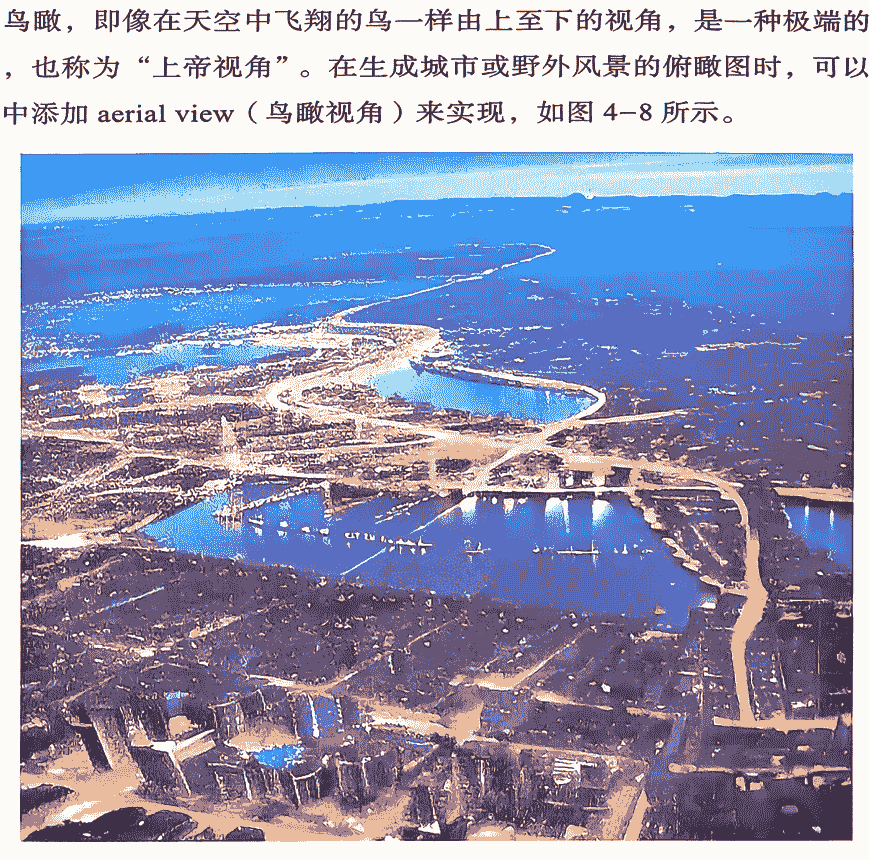 鸟瞰，即像在天空中飞翔的鸟一样由上至下的视角，是一种极端的
，也称为“上帝视角”。在生成城市或野外风景的俯瞰图时，可以
中添加 aerial view（鸟瞰视角）来实现，如图 4-8 所示。